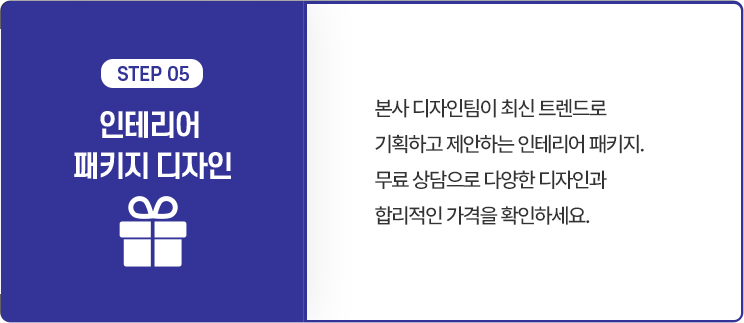 STEP 05
인테리어
패키지 디자인
본사 디자인팀이 최신 트렌드로
기획하고 제안하는 인테리어 패키지.
무료 상담으로 다양한 디자인과
합리적인 가격을 확인하세요.